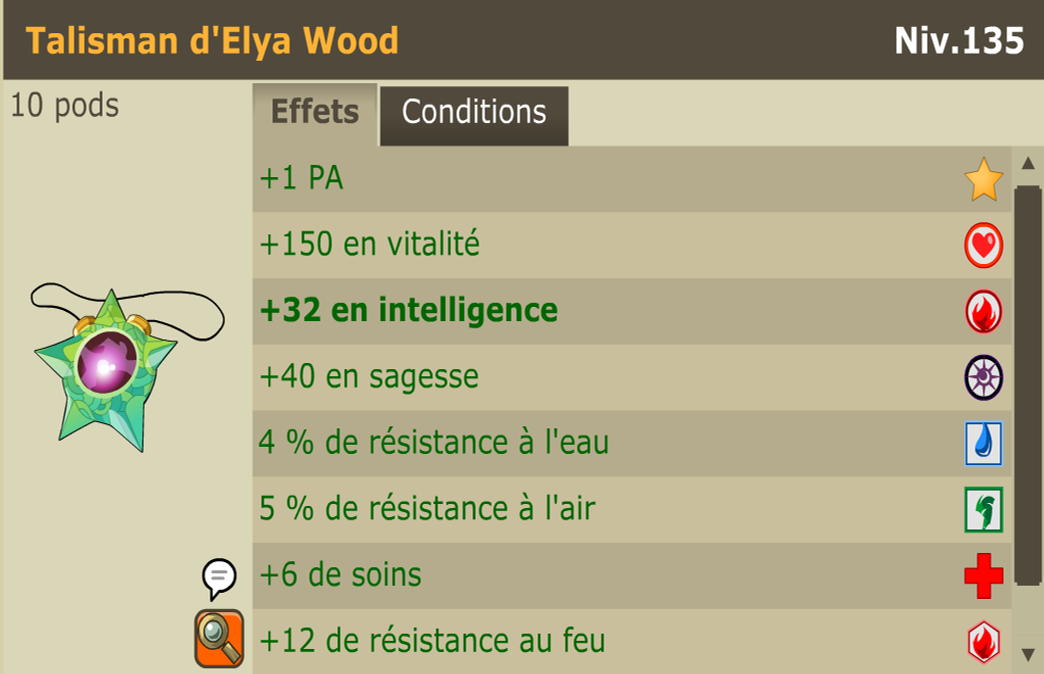 Talisman d'Elya Wood Niv.135
10 pods
Effets Conditions
+1 PA
+150 en vitalité
+32 en intelligence
+40 en sagesse
4 % de résistance à l'eau
5 % de résistance à l'air
+6 de soins
+12 de résistance au feu